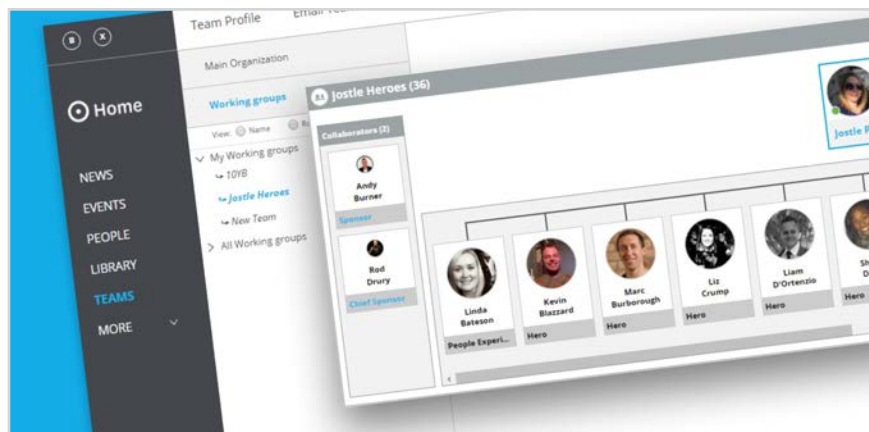 B X
Home
NEWS
EVENTS
PEOPLE
LIBRARY
TEAMS
MORE
Team Profile
Main Organization
Working groups
View: Name
My Working groups
10YB
Jostle Heroes
New Team
All Working groups
Jostle Heroes (36)
Collaborators (2)
Andy
Burner
Sponsor
Rod
Drury
Chief Sponsor
Linda
Bateson
People Experi...
Kevin
Blazzard
Hero
Marc
Burborough
Hero
Liz
Crump
Hero
Liam
D'Ortenzio
Hero
Hero
Jostle